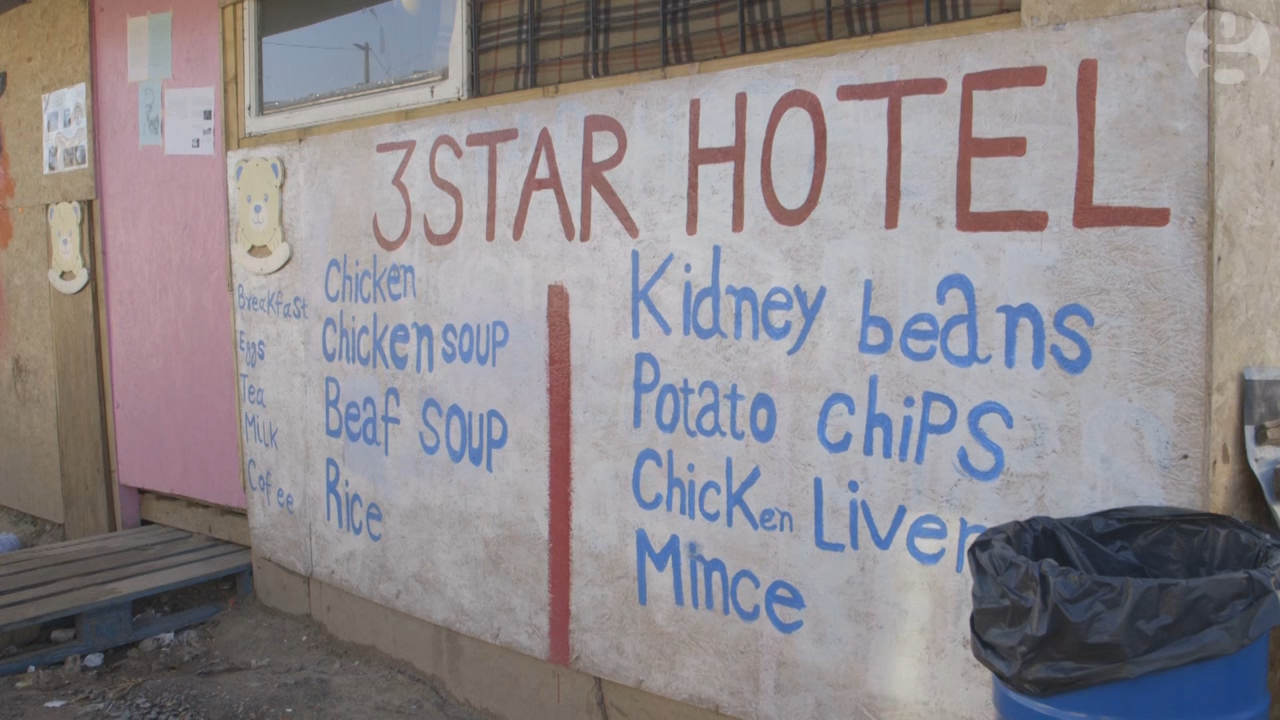 3STAR HOTEL
Breakfast
Eggs
Tea
Milk
Cofee
Chicken
Chicken soup
Beaf soup
Rice
Kidney beans
Potato chiPS
Chicken Liver
Mince